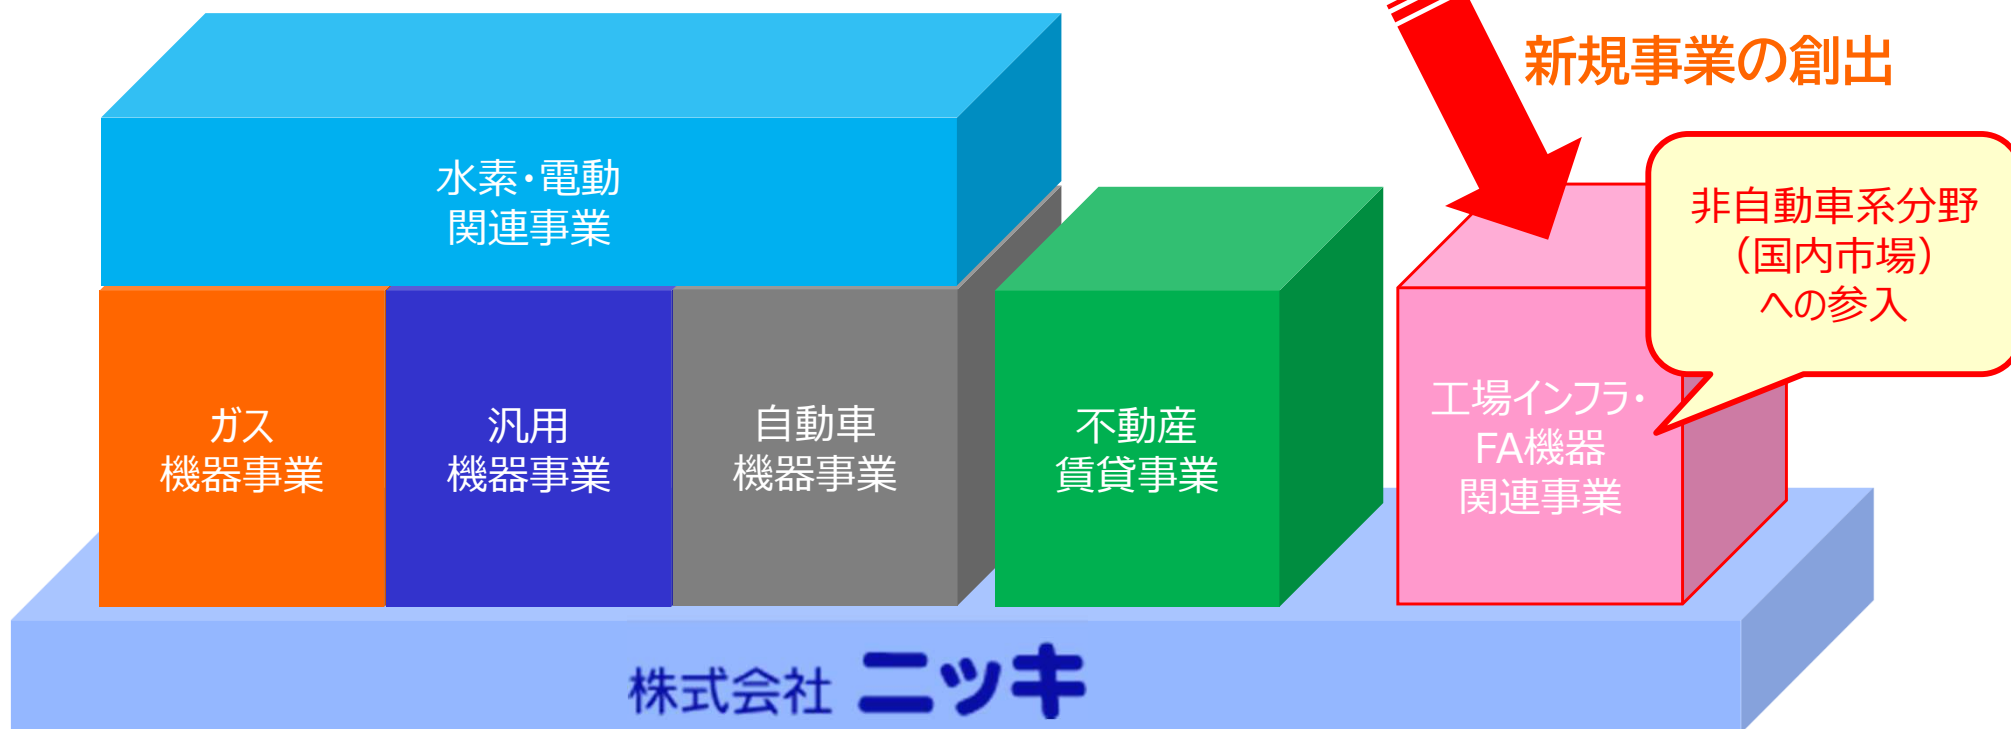 新規事業の創出
水素・電動
関連事業
非自動車系分野
（国内市場）
への参入
ガス
機器事業
汎用
機器事業
自動車
機器事業
不動産
賃貸事業
工場インフラ・
FA機器
関連事業
株式会社 ニッキ